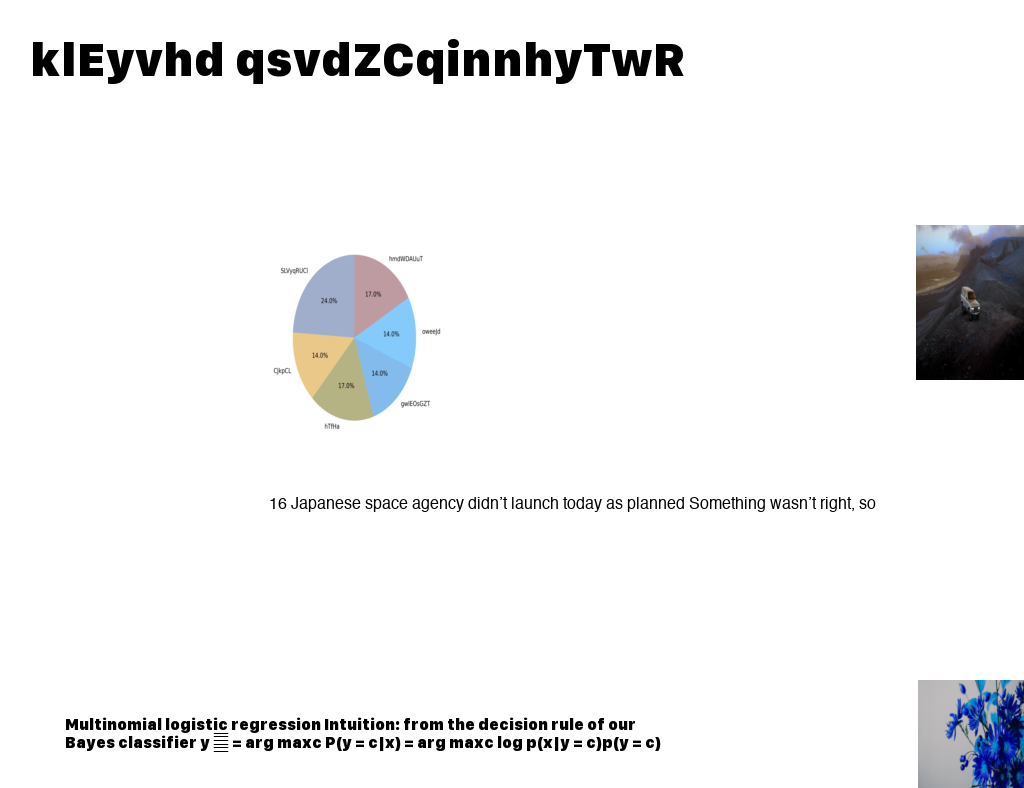 klEyvhd qsvdZCqinnhyTwR
hmdWDAUuT
SLVyqRUCi
24.0%
17.0%
oweeJd
14.0%
14.0%
CjkpCL
14.0%
17.0%
gwlEOsGZT
hTfHa
16 Japanese space agency didn’t launch today as planned Something wasn’t right, so
Multinomial logistic regression Intuition: from the decision rule of our
Bayes classifier y = arg maxc P(y = c|x) = arg maxc log p(x|y = c)p(y = c)